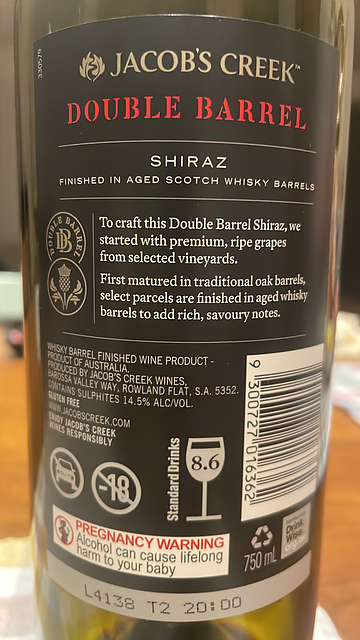 330579
JACOB'S CREEK™
DOUBLE BARREL
SHIRAZ
FINISHED IN AGED SCOTCH WHISKY BARRELS
DOUBLE BARREL
DB
To craft this Double Barrel Shiraz, we
started with premium, ripe grapes
from selected vineyards.
First matured in traditional oak barrels,
select parcels are finished in aged whisky
barrels to add rich, savoury notes.
WHISKY BARREL FINISHED WINE PRODUCT -
PRODUCT OF AUSTRALIA.
PRODUCED BY JACOB'S CREEK WINES,
BAROSSA VALLEY WAY, ROWLAND FLAT, S.A. 5352.
CONTAINS SULPHITES 14.5% ALC/VOL.
GLUTEN FREE
WWW.JACOBSCREEK.COM
ENJOY JACOB'S CREEK
WINES RESPONSIBLY
-18
Standard Drinks
8.6
9 300727 016362
PREGNANCY WARNING
Alcohol can cause lifelong
harm to your baby
750 mL
Drink
Wise
.org.au
L4138 T2 20:00